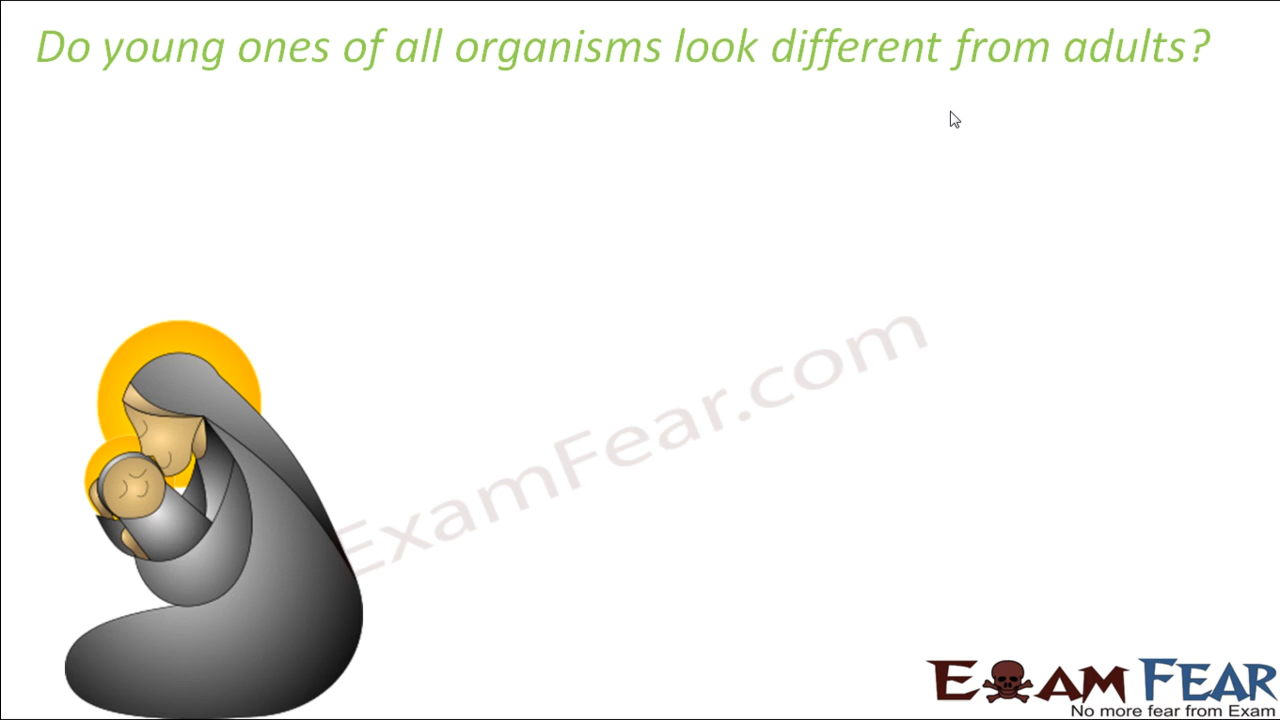 Do young ones of all organisms look different from adults?
ExamFear.com
EXAM FEAR
No more fear from Exam